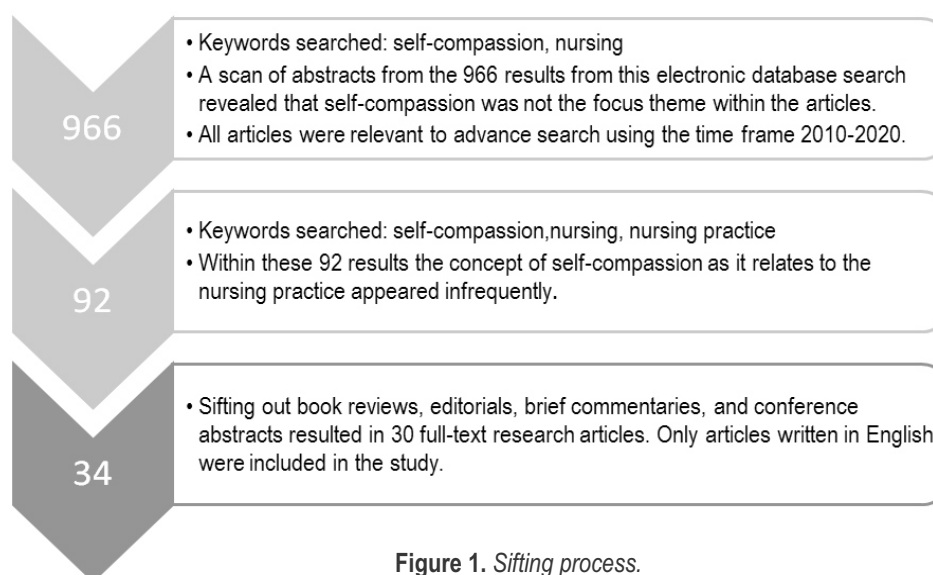 966
• Keywords searched: self-compassion, nursing
• A scan of abstracts from the 966 results from this electronic database search
revealed that self-compassion was not the focus theme within the articles.
• All articles were relevant to advance search using the time frame 2010-2020.
92
• Keywords searched: self-compassion,nursing, nursing practice
• Within these 92 results the concept of self-compassion as it relates to the
nursing practice appeared infrequently.
34
• Sifting out book reviews, editorials, brief commentaries, and conference
abstracts resulted in 30 full-text research articles. Only articles written in English
were included in the study.
Figure 1. Sifting process.